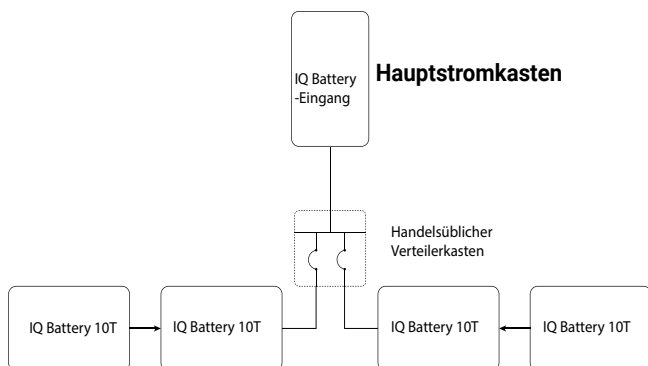 IQ Battery
-Eingang
Hauptstromkasten
Handelsüblicher
Verteilerkasten
IQ Battery 10T
IQ Battery 10T
IQ Battery 10T
IQ Battery 10T